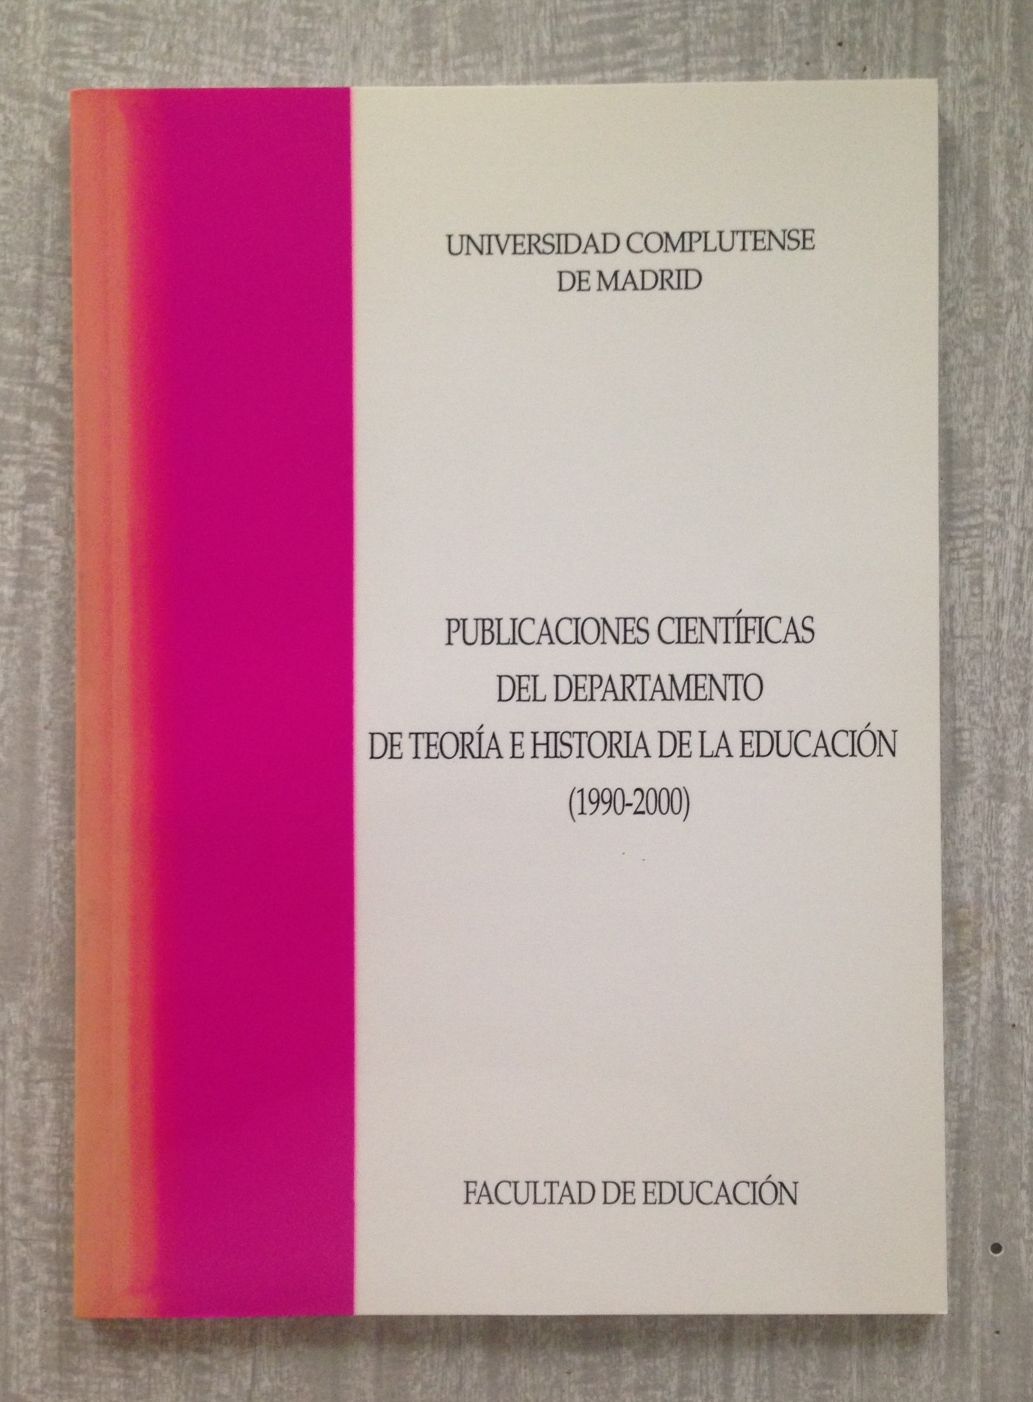 UNIVERSIDAD COMPLUTENSE
DE MADRID
PUBLICACIONES CIENTÍFICAS
DEL DEPARTAMENTO
DE TEORÍA E HISTORIA DE LA EDUCACIÓN
(1990-2000)
FACULTAD DE EDUCACIÓN